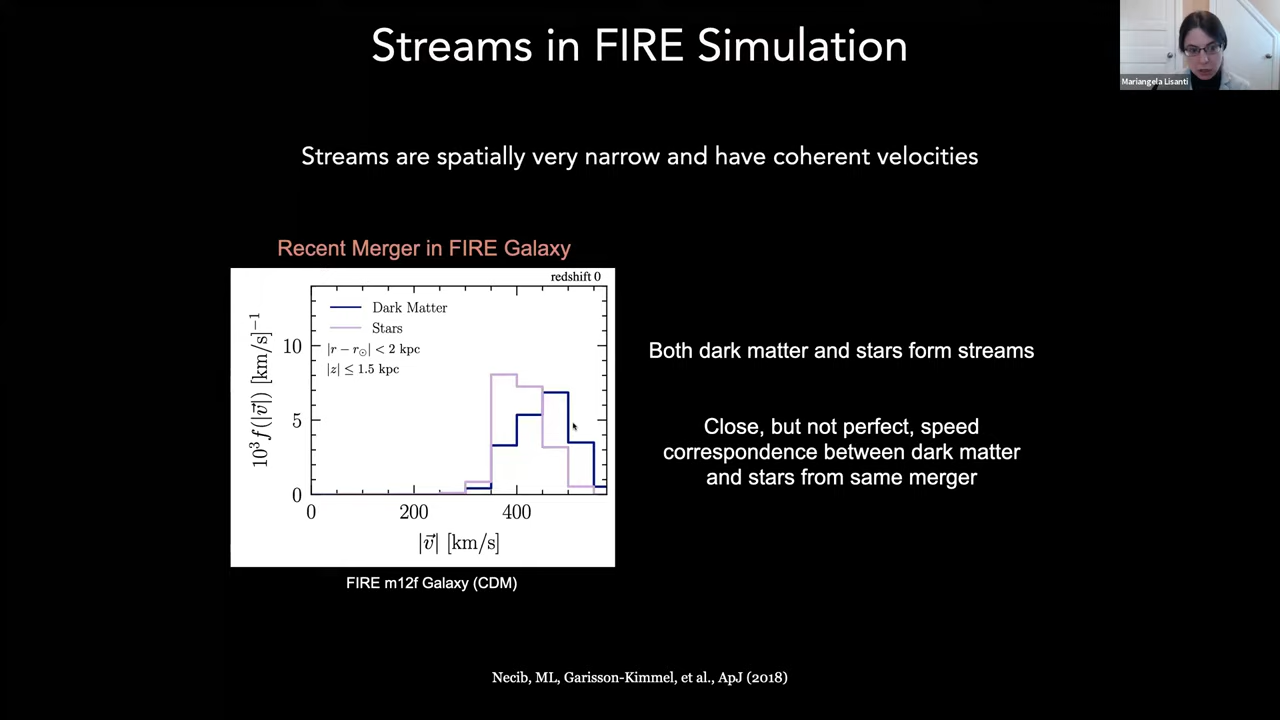 Streams in FIRE Simulation
Mariangela Lisanti
Streams are spatially very narrow and have coherent velocities
Recent Merger in FIRE Galaxy
redshift 0
Dark Matter
Stars
|r − r☉| < 2 kpc
|z| ≤ 1.5 kpc
10³ f(|v⃗|) [km/s]⁻¹
10
5
0
0 200 400
|v⃗| [km/s]
FIRE m12f Galaxy (CDM)
Both dark matter and stars form streams
Close, but not perfect, speed
correspondence between dark matter
and stars from same merger
Necib, ML, Garisson-Kimmel, et al., ApJ (2018)